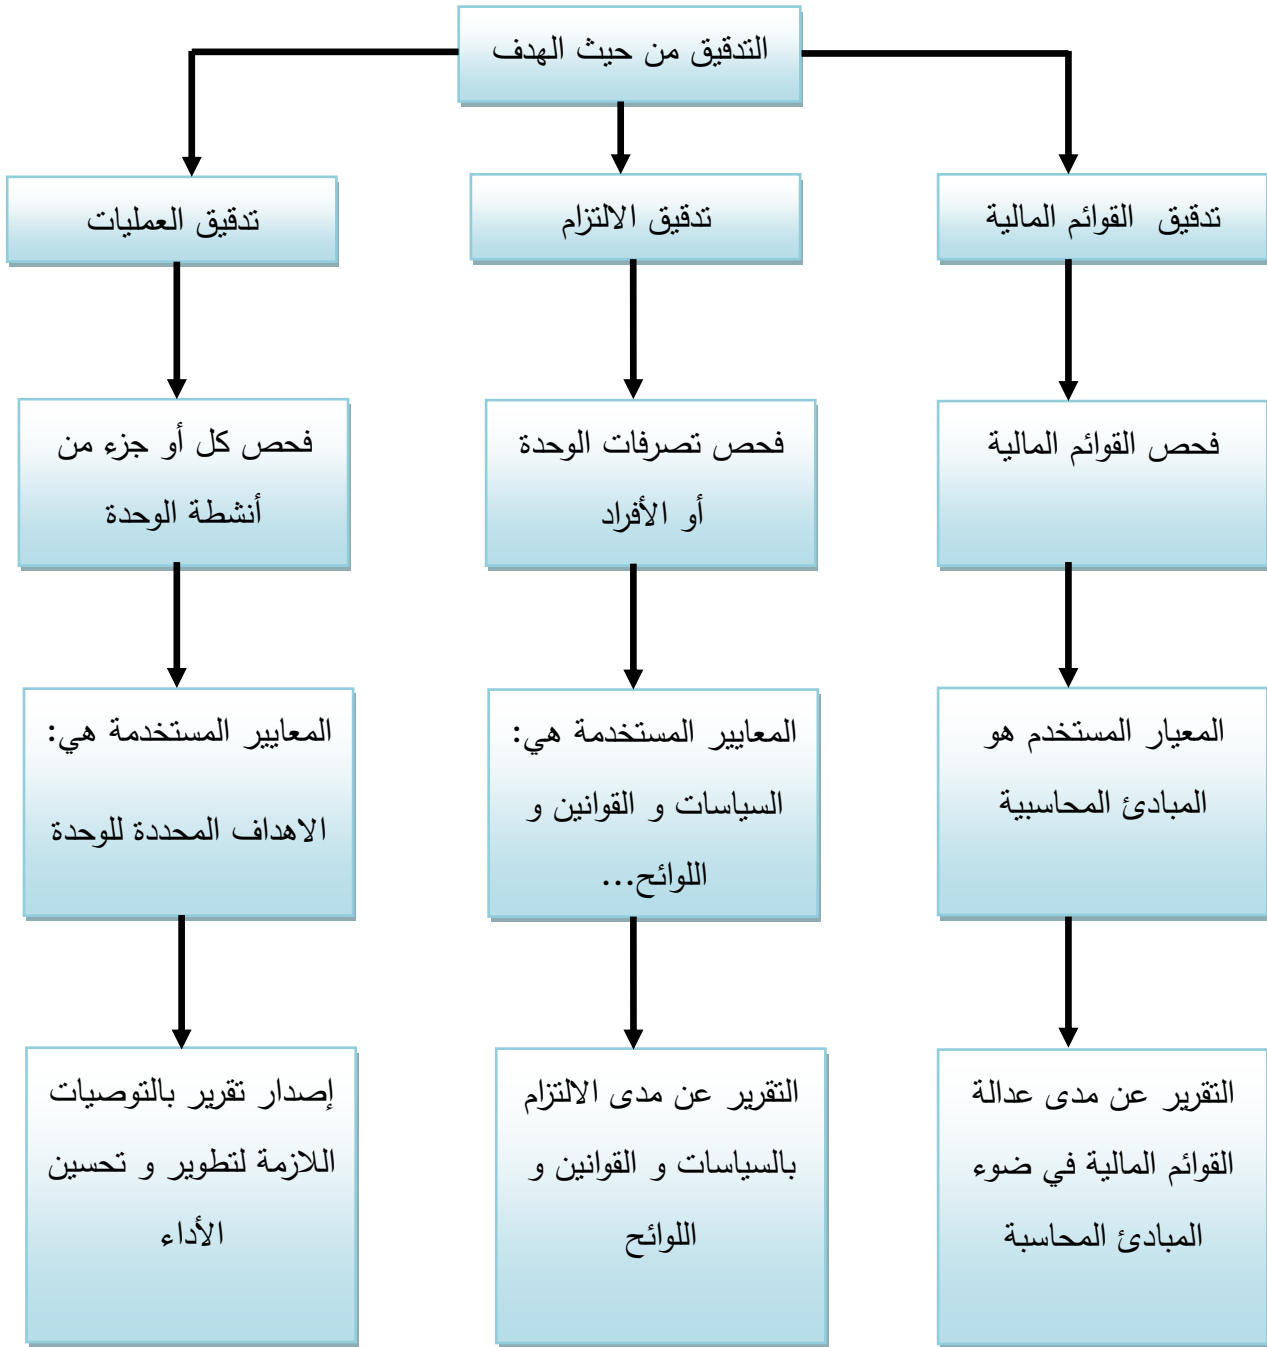 التدقيق من حيث الهدف
تدقيق القوائم المالية
تدقيق الالتزام
تدقيق العمليات
فحص القوائم المالية
فحص تصرفات الوحدة
أو الأفراد
فحص كل أو جزء من
أنشطة الوحدة
المعيار المستخدم هو
المبادئ المحاسبية
المعايير المستخدمة هي:
السياسات و القوانين و
اللوائح...
المعايير المستخدمة هي:
الاهداف المحددة للوحدة
التقرير عن مدى عدالة
القوائم المالية في ضوء
المبادئ المحاسبة
التقرير عن مدى الالتزام
بالسياسات و القوانين و
اللوائح
إصدار تقرير بالتوصيات
اللازمة لتطوير و تحسين
الأداء